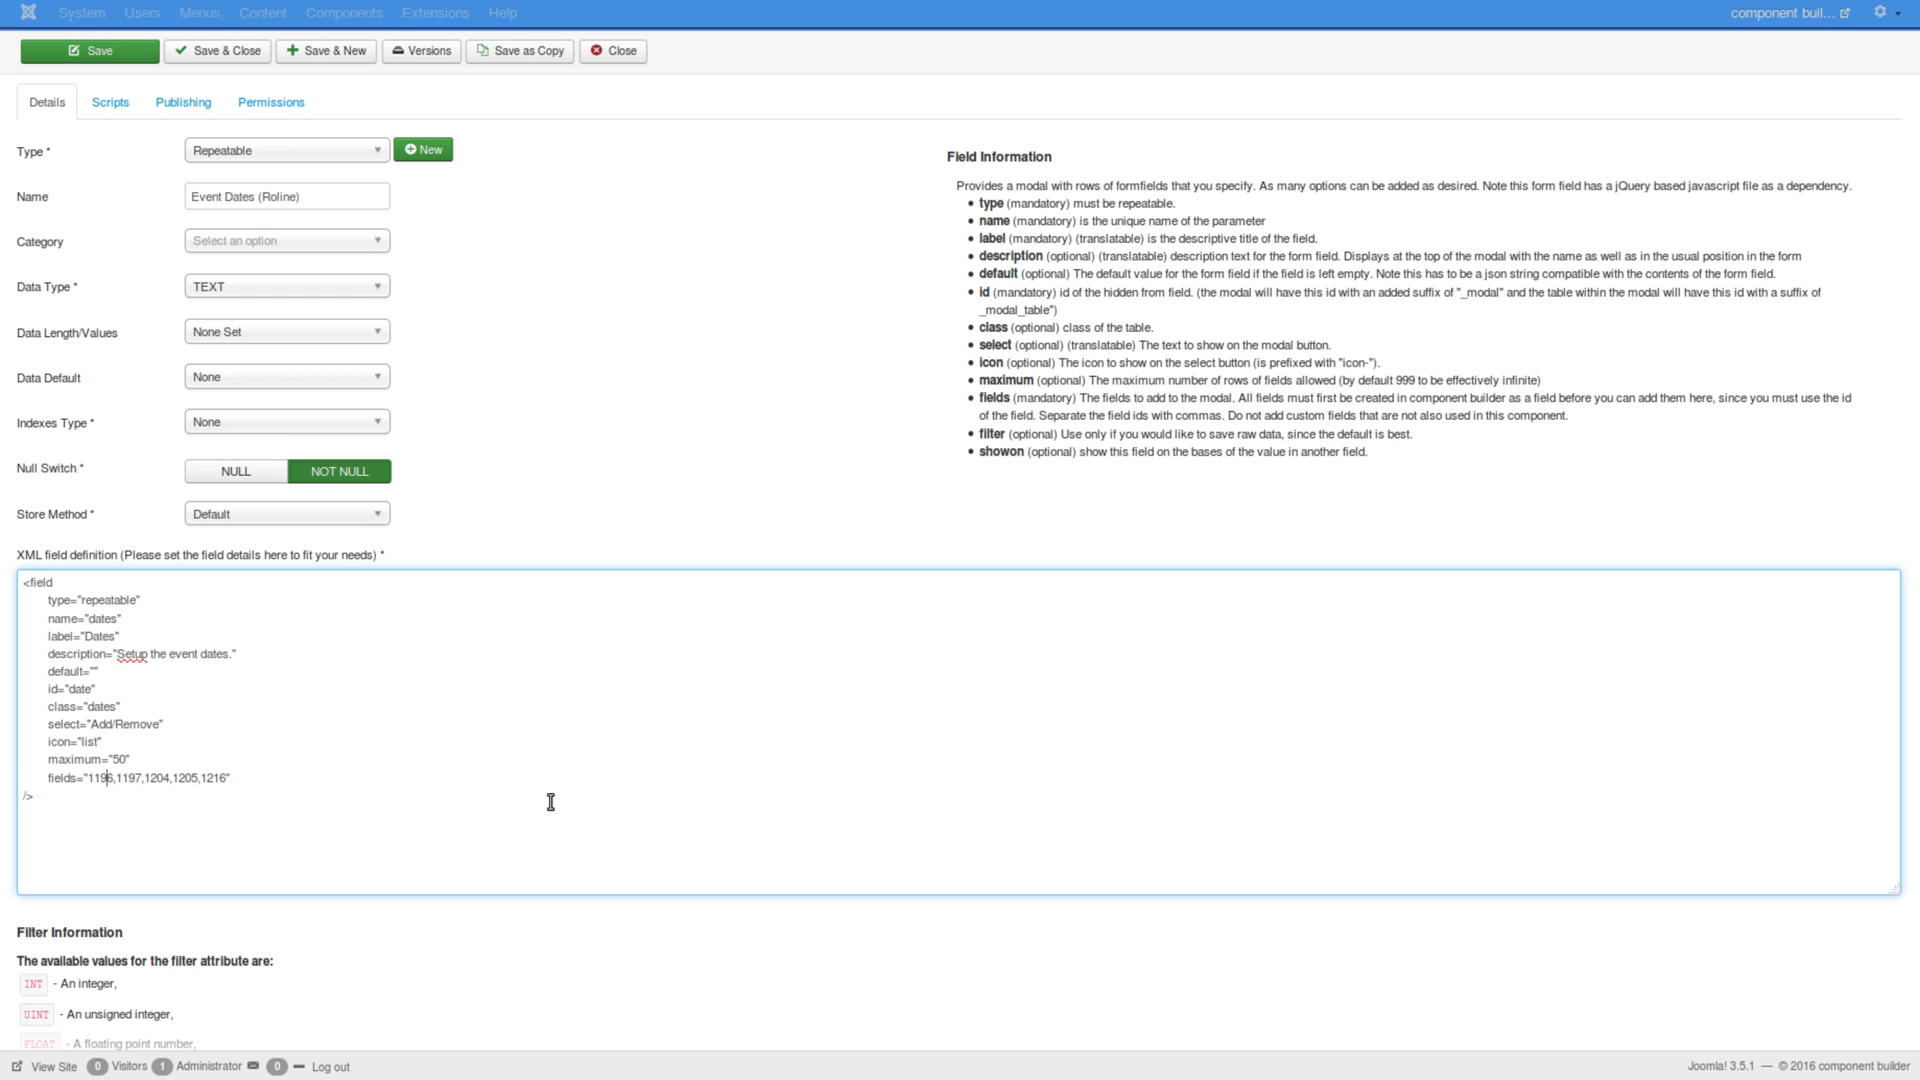 System Users Menus Content Components Extensions Help component buil...
Save Save & Close Save & New Versions Save as Copy Close
Details Scripts Publishing Permissions
Type * Repeatable New
Name Event Dates (Roline)
Category Select an option
Data Type * TEXT
Data Length/Values None Set
Data Default None
Indexes Type * None
Null Switch * NULL NOT NULL
Store Method * Default
Field Information
Provides a modal with rows of formfields that you specify. As many options can be added as desired. Note this form field has a jQuery based javascript file as a dependency.
• type (mandatory) must be repeatable.
• name (mandatory) is the unique name of the parameter
• label (mandatory) (translatable) is the descriptive title of the field.
• description (optional) (translatable) description text for the form field. Displays at the top of the modal with the name as well as in the usual position in the form
• default (optional) The default value for the form field if the field is left empty. Note this has to be a json string compatible with the contents of the form field.
• id (mandatory) id of the hidden from field. (the modal will have this id with an added suffix of "_modal" and the table within the modal will have this id with a suffix of
_modal_table")
• class (optional) class of the table.
• select (optional) (translatable) The text to show on the modal button.
• icon (optional) The icon to show on the select button (is prefixed with "icon-").
• maximum (optional) The maximum number of rows of fields allowed (by default 999 to be effectively infinite)
• fields (mandatory) The fields to add to the modal. All fields must first be created in component builder as a field before you can add them here, since you must use the id
of the field. Separate the field ids with commas. Do not add custom fields that are not also used in this component.
• filter (optional) Use only if you would like to save raw data, since the default is best.
• showon (optional) show this field on the bases of the value in another field.
XML field definition (Please set the field details here to fit your needs) *
<field
type="repeatable"
name="dates"
label="Dates"
description="Setup the event dates."
default=""
id="date"
class="dates"
select="Add/Remove"
icon="list"
maximum="50"
fields="1196,1197,1204,1205,1216"
/>
Filter Information
The available values for the filter attribute are:
INT - An integer,
UINT - An unsigned integer,
FLOAT - A floating point number,
View Site 0 Visitors 1 Administrator 0 Log out Joomla! 3.5.1 — © 2016 component builder